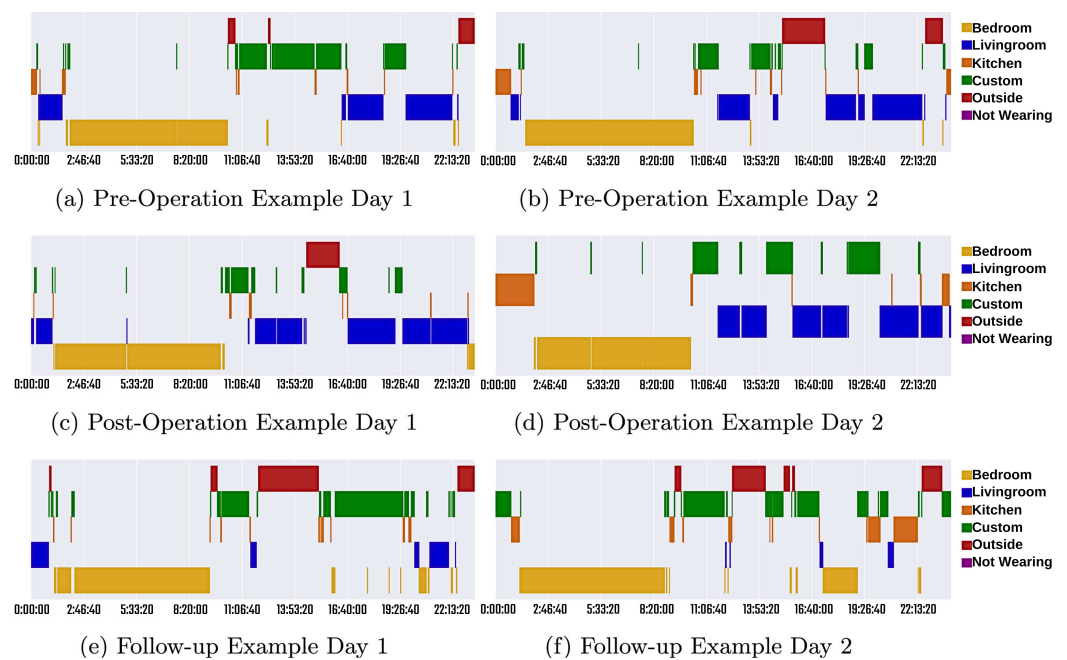 Bedroom
Livingroom
Kitchen
Custom
Outside
Not Wearing
0:00:00 2:46:40 5:33:20 8:20:00 11:06:40 13:53:20 16:40:00 19:26:40 22:13:20
0:00:00 2:46:40 5:33:20 8:20:00 11:06:40 13:53:20 16:40:00 19:26:40 22:13:20
(a) Pre-Operation Example Day 1
(b) Pre-Operation Example Day 2
Bedroom
Livingroom
Kitchen
Custom
Outside
Not Wearing
0:00:00 2:46:40 5:33:20 8:20:00 11:06:40 13:53:20 16:40:00 19:26:40 22:13:20
0:00:00 2:46:40 5:33:20 8:20:00 11:06:40 13:53:20 16:40:00 19:26:40 22:13:20
(c) Post-Operation Example Day 1
(d) Post-Operation Example Day 2
Bedroom
Livingroom
Kitchen
Custom
Outside
Not Wearing
0:00:00 2:46:40 5:33:20 8:20:00 11:06:40 13:53:20 16:40:00 19:26:40 22:13:20
0:00:00 2:46:40 5:33:20 8:20:00 11:06:40 13:53:20 16:40:00 19:26:40 22:13:20
(e) Follow-up Example Day 1
(f) Follow-up Example Day 2